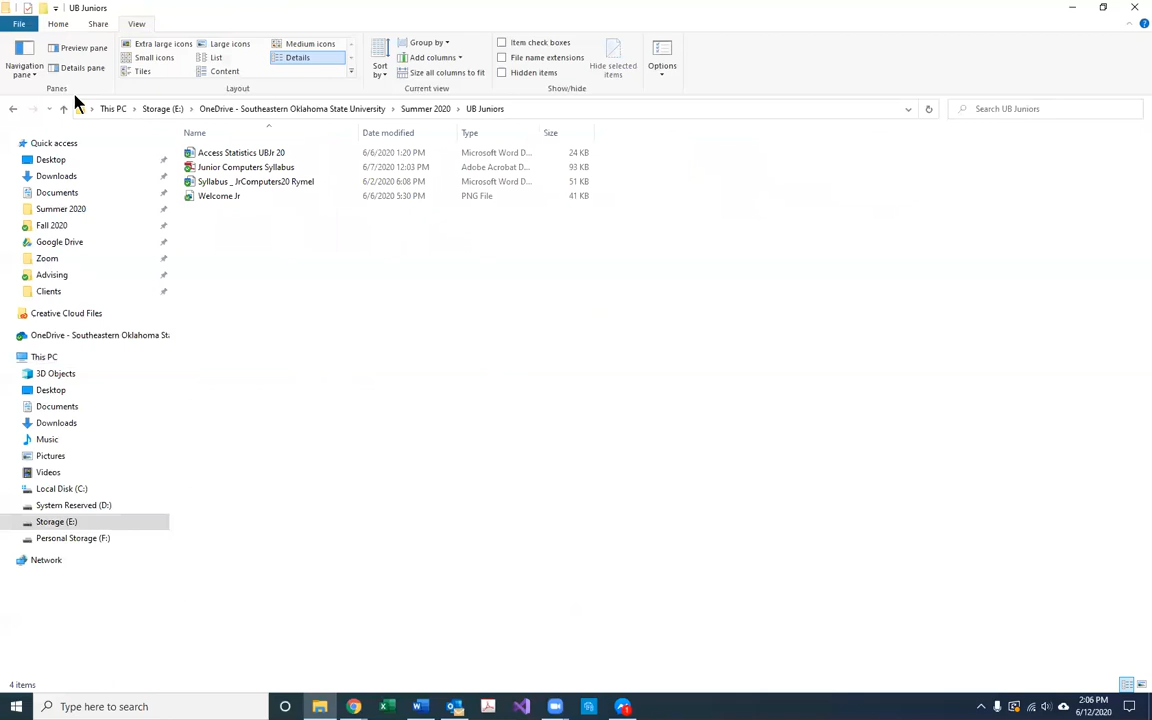 UB Juniors
File Home Share View
Navigation pane
Preview pane
Details pane
Panes
Extra large icons Large icons Medium icons
Small icons List Details
Tiles Content
Layout
Sort by
Group by
Add columns
Size all columns to fit
Current view
Item check boxes
File name extensions
Hidden items
Hide selected items
Show/hide
Options
This PC > Storage (E:) > OneDrive - Southeastern Oklahoma State University > Summer 2020 > UB Juniors
Search UB Juniors
Name Date modified Type Size
Access Statistics UBJr 20 6/6/2020 1:20 PM Microsoft Word D... 24 KB
Junior Computers Syllabus 6/7/2020 12:03 PM Adobe Acrobat D... 93 KB
Syllabus _ JrComputers20 Rymel 6/2/2020 6:08 PM Microsoft Word D... 51 KB
Welcome Jr 6/6/2020 5:30 PM PNG File 41 KB
Quick access
Desktop
Downloads
Documents
Summer 2020
Fall 2020
Google Drive
Zoom
Advising
Clients
Creative Cloud Files
OneDrive - Southeastern Oklahoma Sta
This PC
3D Objects
Desktop
Documents
Downloads
Music
Pictures
Videos
Local Disk (C:)
System Reserved (D:)
Storage (E:)
Personal Storage (F:)
Network
4 items
Type here to search
2:06 PM
6/12/2020